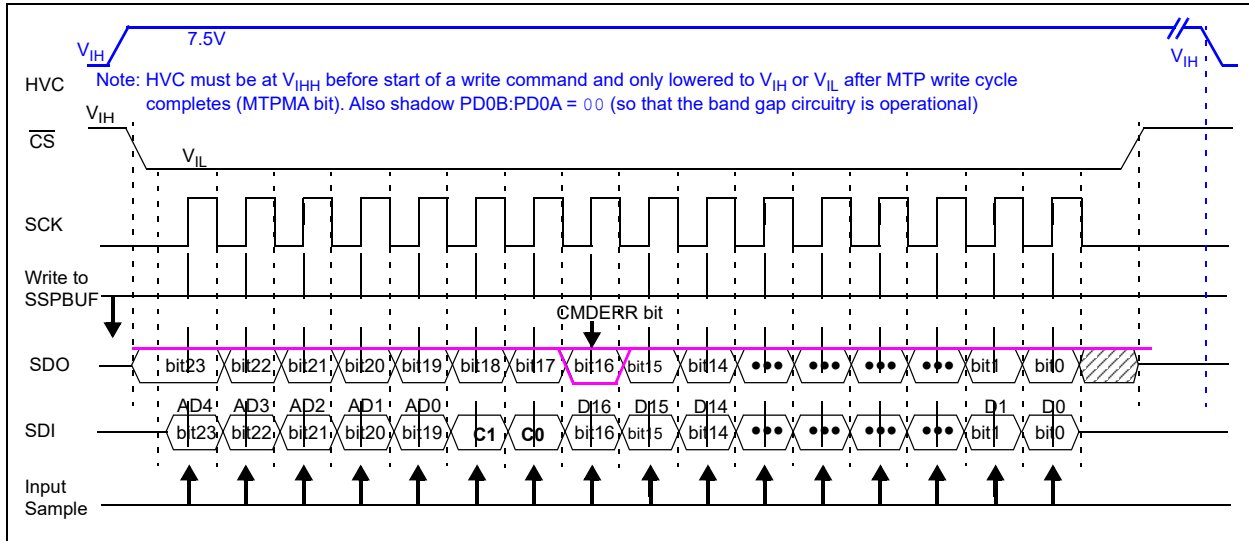 7.5V
VIH
VIH
HVC
Note: HVC must be at VIHH before start of a write command and only lowered to VIH or VIL after MTP write cycle
completes (MTPMA bit). Also shadow PD0B:PD0A = 00 (so that the band gap circuitry is operational)
VIH
CS
VIL
SCK
Write to
SSPBUF
CMDERR bit
SDO bit23 bit22 bit21 bit20 bit19 bit18 bit17 bit16 bit15 bit14 ••• ••• ••• ••• bit1 bit0
AD4 AD3 AD2 AD1 AD0 D16 D15 D14 D1 D0
SDI bit23 bit22 bit21 bit20 bit19 C1 C0 bit16 bit15 bit14 ••• ••• ••• ••• bit1 bit0
Input
Sample